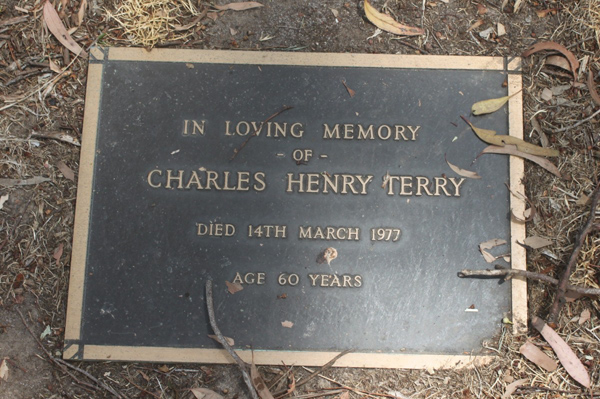 IN LOVING MEMORY
- OF -
CHARLES HENRY TERRY
DIED 14TH MARCH 1977
AGE 60 YEARS